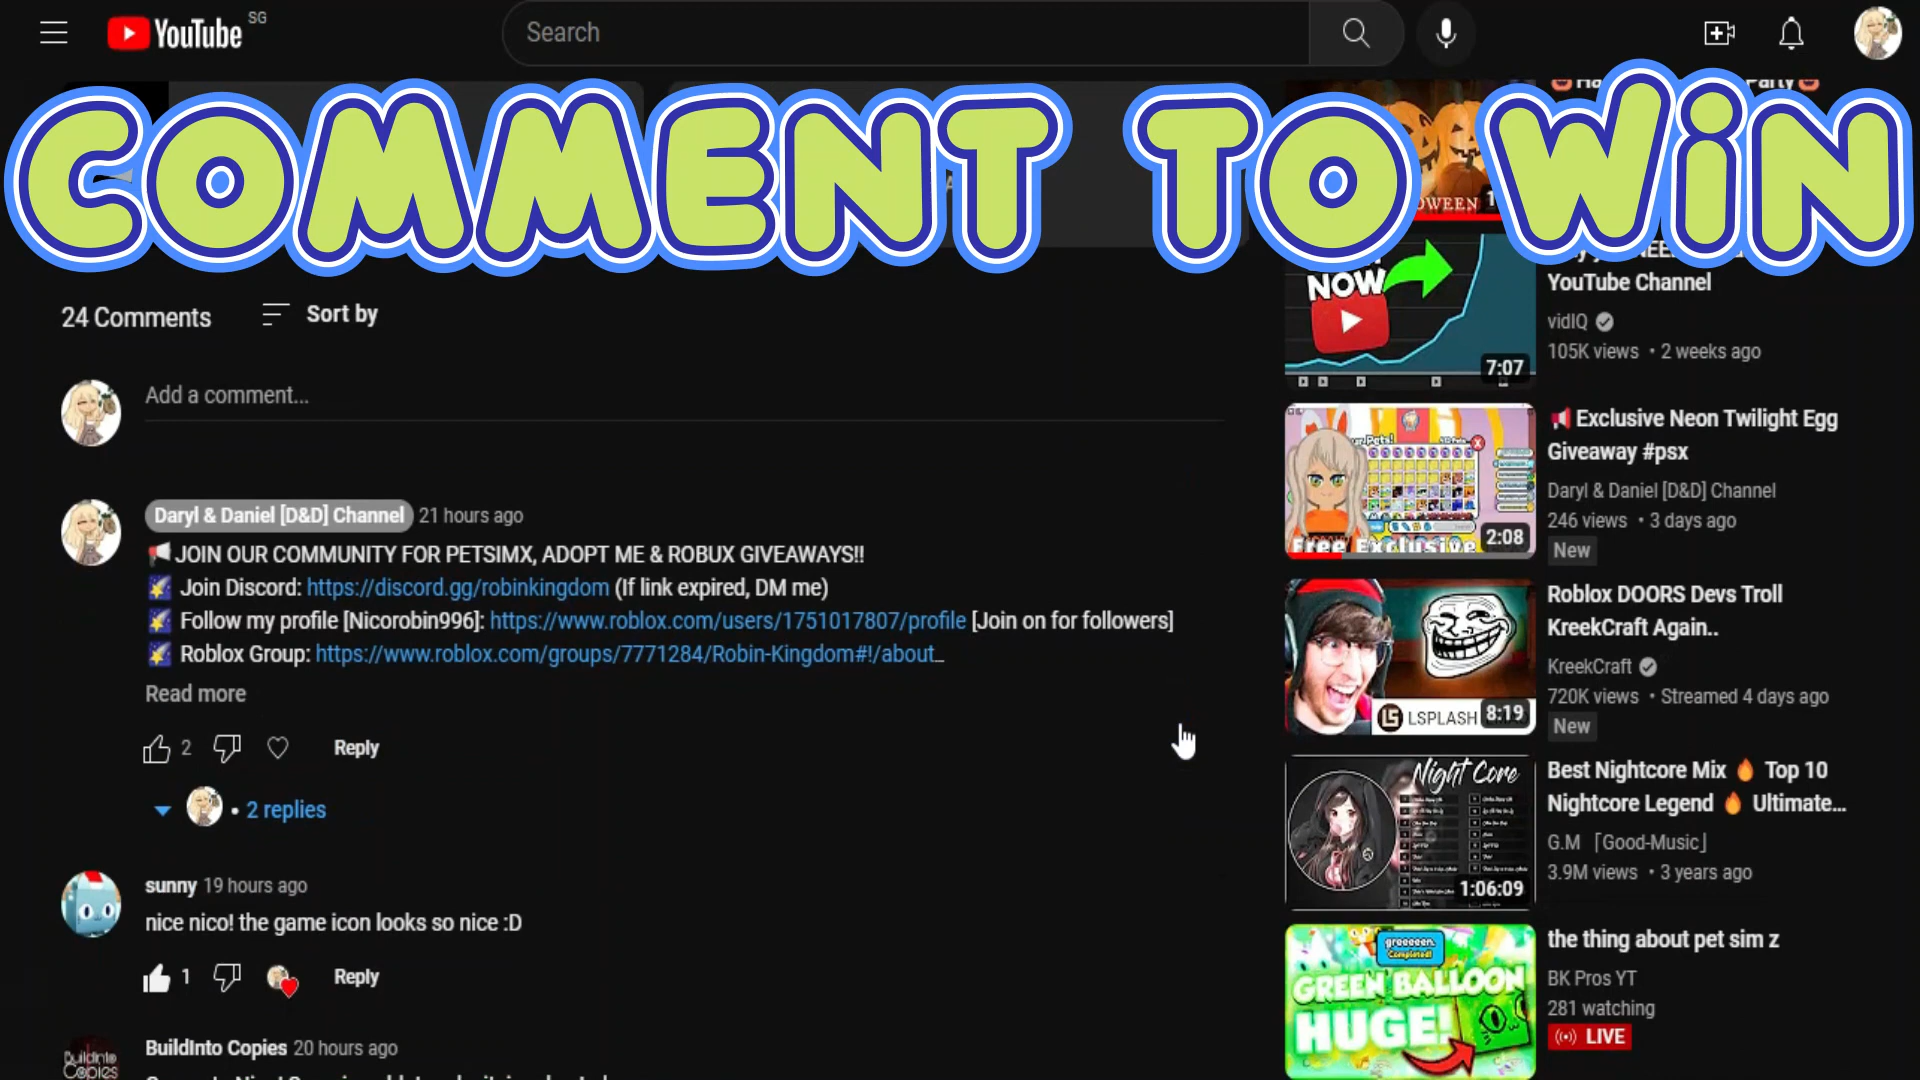 YouTube SG
Search
COMMENT TO WiN
24 Comments
Sort by
Add a comment...
Daryl & Daniel [D&D] Channel 21 hours ago
JOIN OUR COMMUNITY FOR PETSIMX, ADOPT ME & ROBUX GIVEAWAYS!!
Join Discord: https://discord.gg/robinkingdom (If link expired, DM me)
Follow my profile [Nicorobin996]: https://www.roblox.com/users/1751017807/profile [Join on for followers]
Roblox Group: https://www.roblox.com/groups/7771284/Robin-Kingdom#!/about...
Read more
2
Reply
• 2 replies
sunny 19 hours ago
nice nico! the game icon looks so nice :D
1
Reply
BuildInto Copies 20 hours ago
BuildInto
Copies
Party
NOW
7:07
YouTube Channel
vidIQ
105K views • 2 weeks ago
Free Exclusive
2:08
Exclusive Neon Twilight Egg
Giveaway #psx
Daryl & Daniel [D&D] Channel
246 views • 3 days ago
New
LSPLASH
8:19
Roblox DOORS Devs Troll
KreekCraft Again..
KreekCraft
720K views • Streamed 4 days ago
New
Night Core
1:06:09
Best Nightcore Mix 🔥 Top 10
Nightcore Legend 🔥 Ultimate...
G.M「Good-Music」
3.9M views • 3 years ago
greeeeen.
Completed!
GREEN BALLOON
HUGE!
the thing about pet sim z
BK Pros YT
281 watching
LIVE